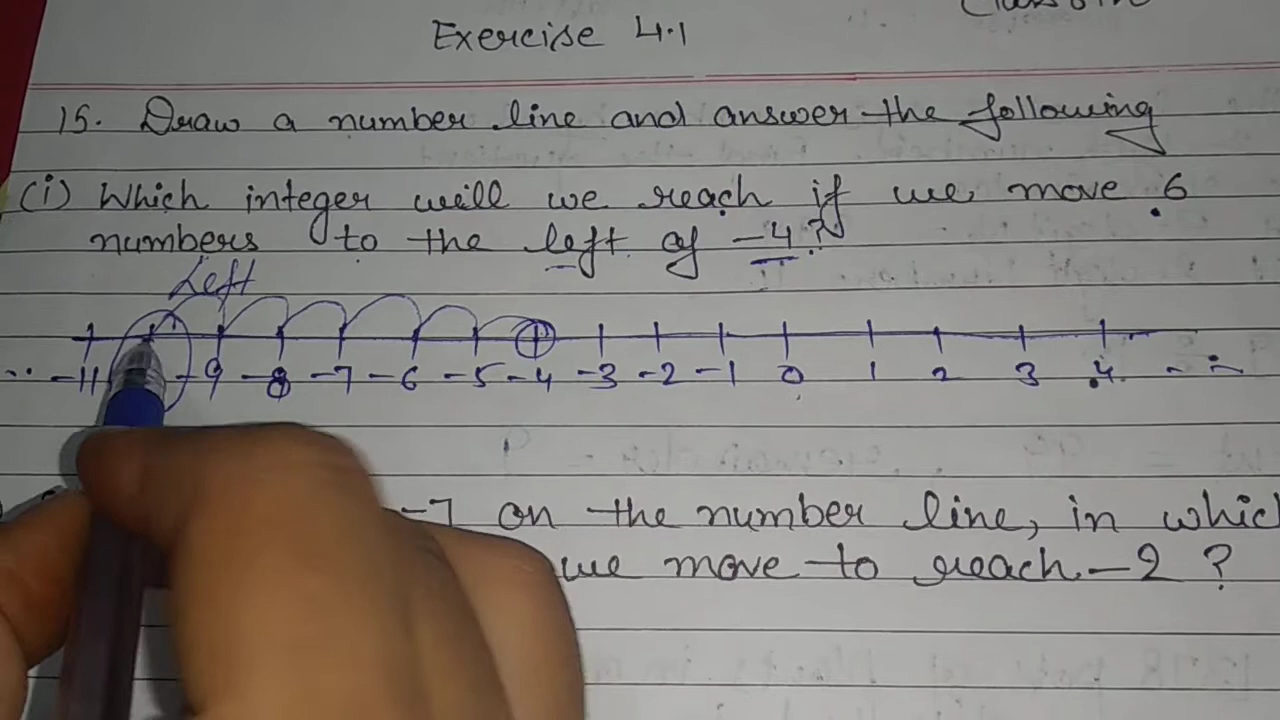 Exercise 4.1
15. Draw a number line and answer the following
(i) Which integer will we reach if we move 6
numbers to the left of -4?
Left
.. -11 -9 -8 -7 -6 -5 -4 -3 -2 -1 0 1 2 3 4 - -
-7 on the number line, in which
we move to reach -2 ?